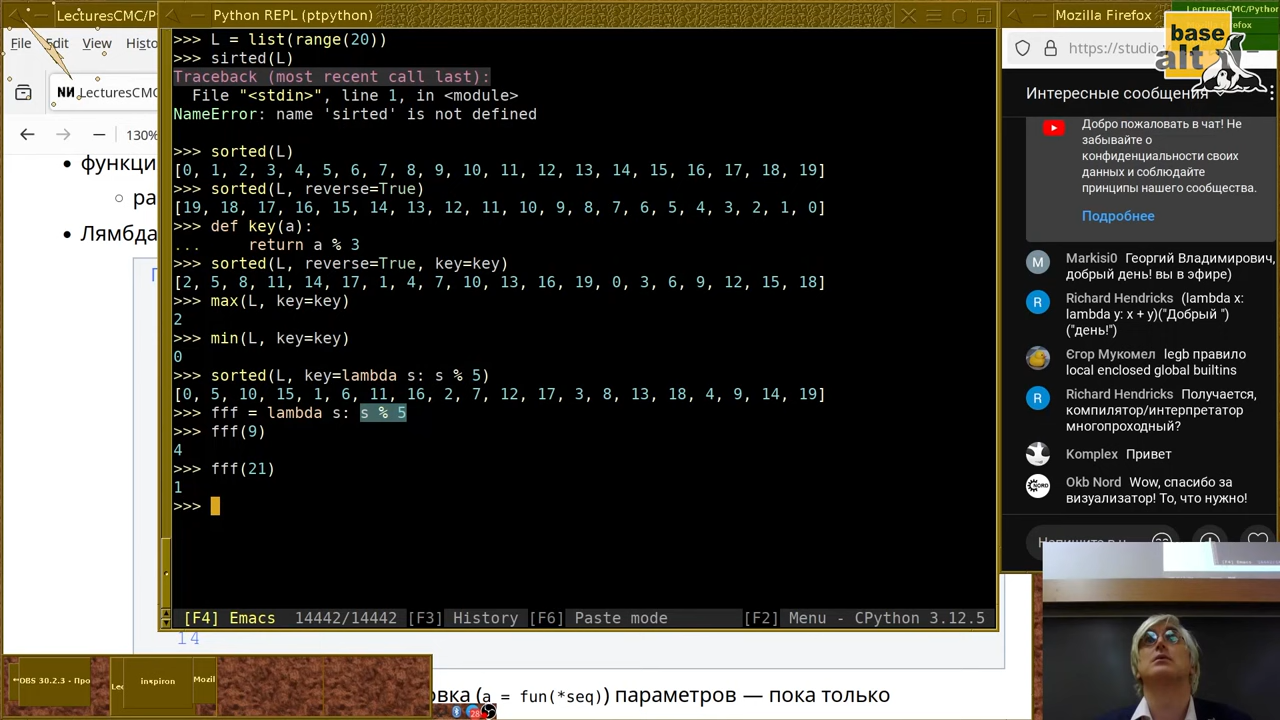 LecturesCMC/P
Python REPL (ptpython)
Mozilla Firefox
LecturesCMC/Python
Mozilla Firefox
File Edit View Histo
LecturesCMC
130%
функци
ра
Лямбда
>>> L = list(range(20))
>>> sirted(L)
Traceback (most recent call last):
File "<stdin>", line 1, in <module>
NameError: name 'sirted' is not defined
>>> sorted(L)
[0, 1, 2, 3, 4, 5, 6, 7, 8, 9, 10, 11, 12, 13, 14, 15, 16, 17, 18, 19]
>>> sorted(L, reverse=True)
[19, 18, 17, 16, 15, 14, 13, 12, 11, 10, 9, 8, 7, 6, 5, 4, 3, 2, 1, 0]
>>> def key(a):
...     return a % 3
>>> sorted(L, reverse=True, key=key)
[2, 5, 8, 11, 14, 17, 1, 4, 7, 10, 13, 16, 19, 0, 3, 6, 9, 12, 15, 18]
>>> max(L, key=key)
2
>>> min(L, key=key)
0
>>> sorted(L, key=lambda s: s % 5)
[0, 5, 10, 15, 1, 6, 11, 16, 2, 7, 12, 17, 3, 8, 13, 18, 4, 9, 14, 19]
>>> fff = lambda s: s % 5
>>> fff(9)
4
>>> fff(21)
1
>>>
[F4] Emacs 14442/14442 [F3] History [F6] Paste mode [F2] Menu - CPython 3.12.5
14
овка (a = fun(*seq)) параметров — пока только
OBS 30.2.3 - Про
Lec
inspiron
Mozil
https://studio
base
alt
Интересные сообщения
Добро пожаловать в чат! Не
забывайте о
конфиденциальности своих
данных и соблюдайте
принципы нашего сообщества.
Подробнее
M Markisi0 Георгий Владимирович,
добрый день! вы в эфире)
R Richard Hendricks (lambda x:
lambda y: x + y)("Добрый ")
("день!")
Єгор Мукомел legb правило
local enclosed global builtins
R Richard Hendricks Получается,
компилятор/интерпретатор
многопроходный?
Komplex Привет
Okb Nord Wow, спасибо за
визуализатор! То, что нужно!